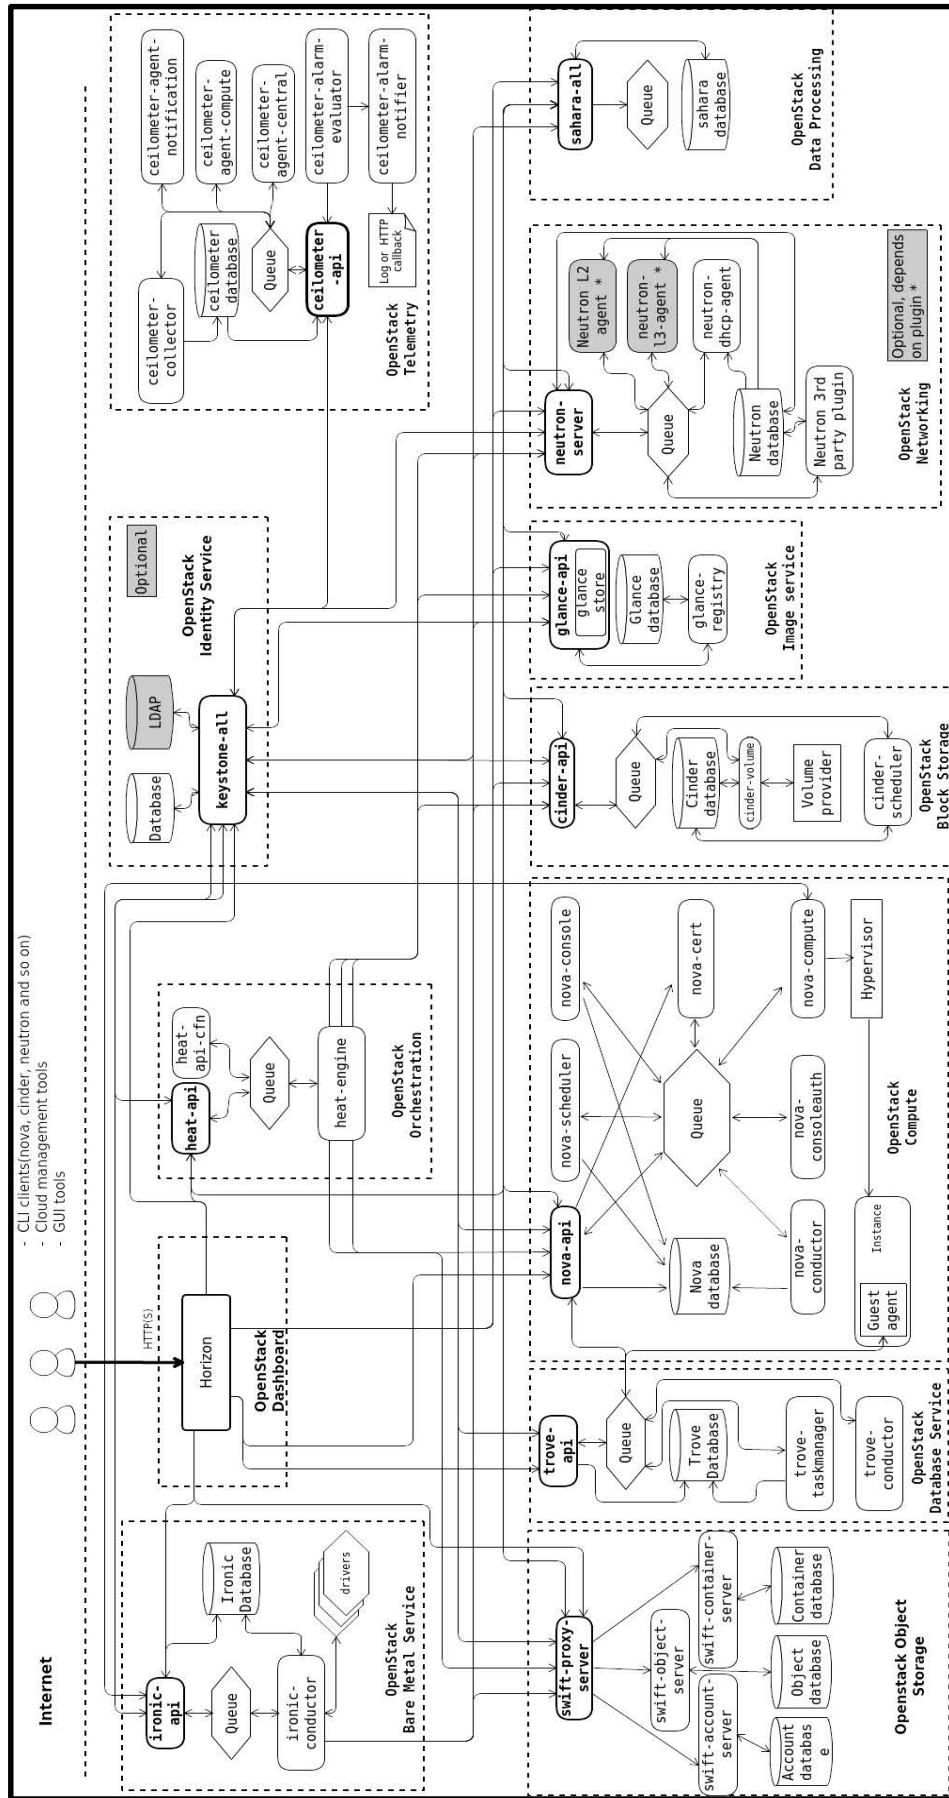 Internet
- CLI clients(nova, cinder, neutron and so on)
- Cloud management tools
- GUI tools
HTTP(S)
ironic-
api
Queue
ironic-
conductor
Ironic
Database
drivers
OpenStack
Bare Metal Service
Horizon
OpenStack
Dashboard
heat-api
heat-
api-cfn
Queue
heat-engine
OpenStack
Orchestration
Database
LDAP
Optional
keystone-all
OpenStack
Identity Service
ceilometer-agent-
notification
ceilometer-
agent-compute
ceilometer-
agent-central
ceilometer-alarm-
evaluator
ceilometer-alarm-
notifier
ceilometer-
collector
ceilometer
database
Queue
ceilometer
-api
Log or HTTP
callback
OpenStack
Telemetry
swift-proxy-
server
swift-object-
server
swift-account-
server
swift-container-
server
Account
databas
e
Object
database
Container
database
Openstack Object
Storage
trove-
api
Queue
Trove
Database
trove-
taskmanager
trove-
conductor
OpenStack
Database Service
nova-api
nova-scheduler
nova-console
Nova
database
Queue
nova-cert
nova-
conductor
nova-
consoleauth
nova-compute
Guest
agent
Instance
Hypervisor
OpenStack
Compute
cinder-api
Queue
Cinder
database
cinder-volume
Volume
provider
cinder-
scheduler
OpenStack
Block Storage
glance-api
glance
store
Glance
database
glance-
registry
OpenStack
Image service
neutron-
server
Neutron L2
agent *
neutron-
l3-agent *
neutron-
dhcp-agent
Queue
Neutron
database
Neutron 3rd
party plugin
Optional, depends
on plugin *
OpenStack
Networking
sahara-all
Queue
sahara
database
OpenStack
Data Processing